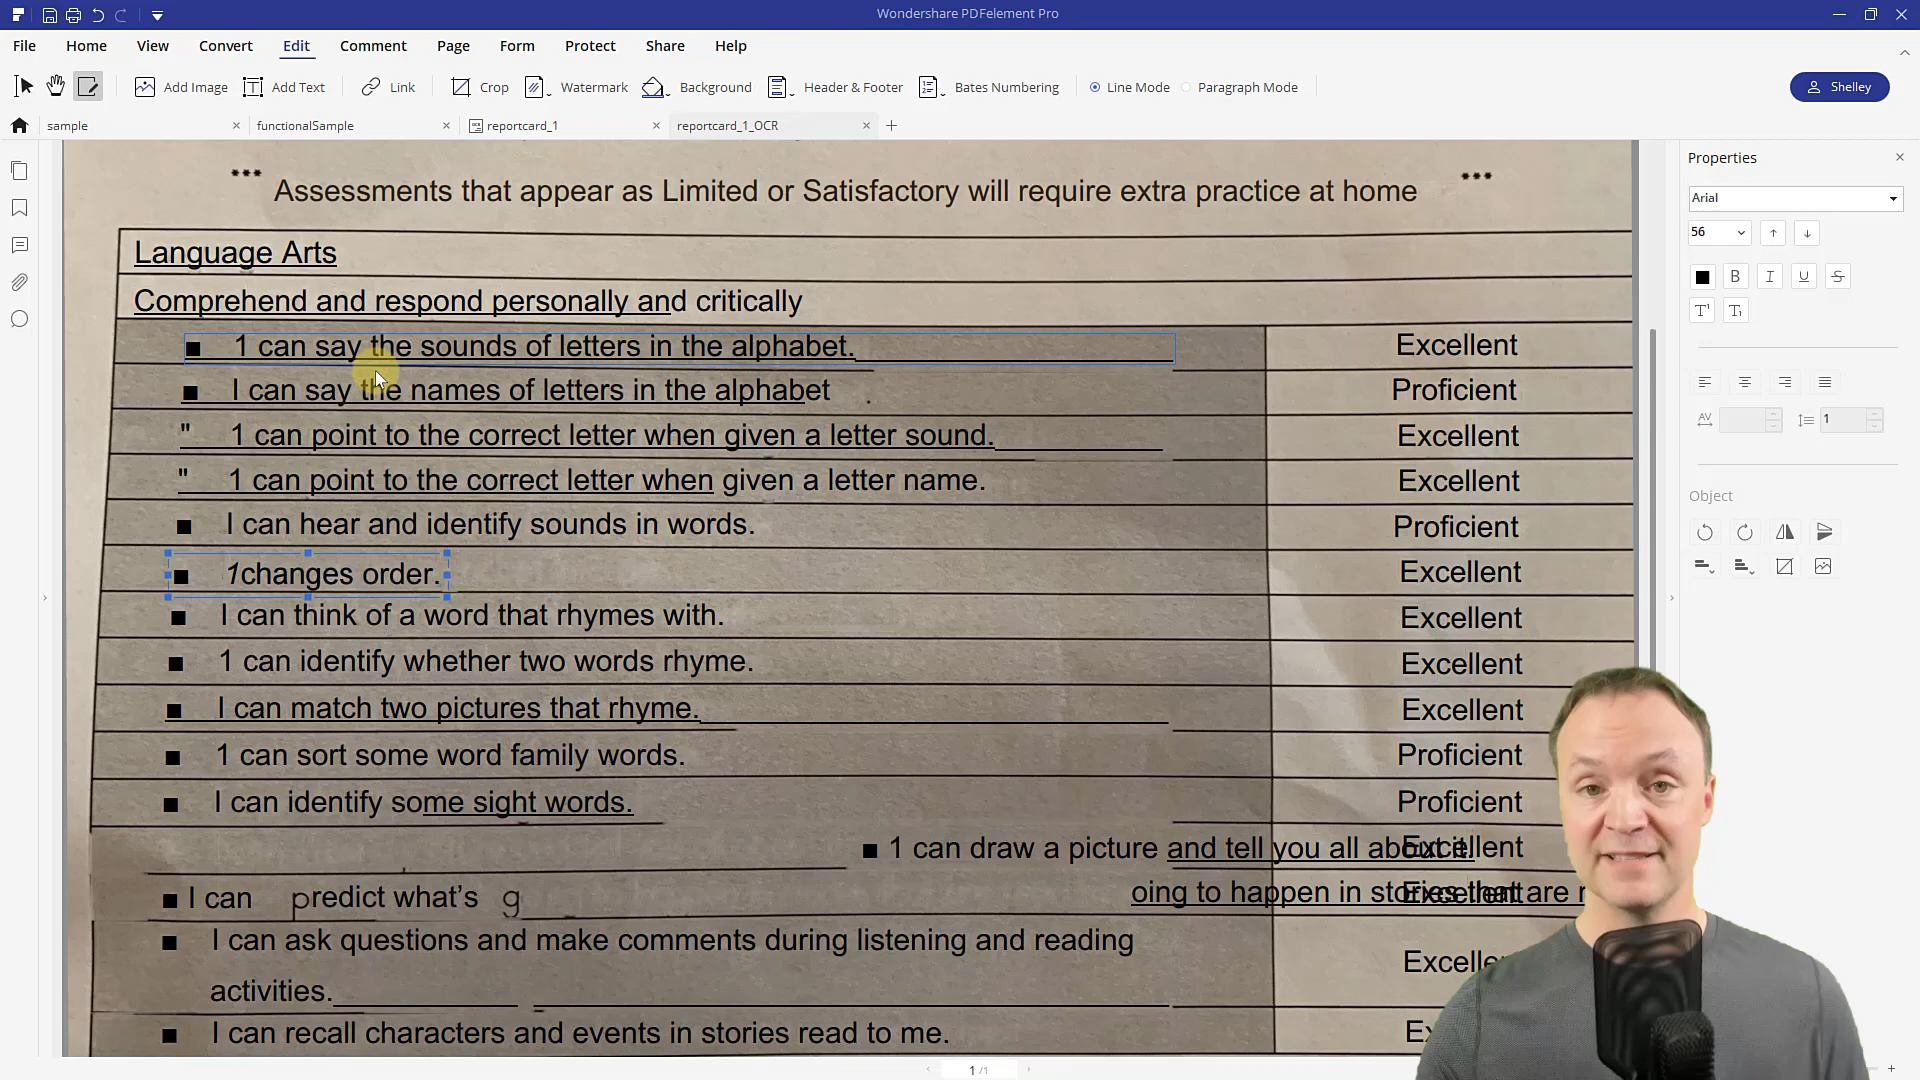 Wondershare PDFelement Pro
File Home View Convert Edit Comment Page Form Protect Share Help
Add Image Add Text Link Crop Watermark Background Header & Footer Bates Numbering Line Mode Paragraph Mode Shelley
sample functionalSample reportcard_1 reportcard_1_OCR
Properties
Arial
56
B I U S
T¹ T₁
AV 1
Object
*** Assessments that appear as Limited or Satisfactory will require extra practice at home ***
Language Arts
Comprehend and respond personally and critically
■ 1 can say the sounds of letters in the alphabet. Excellent
■ I can say the names of letters in the alphabet . Proficient
" 1 can point to the correct letter when given a letter sound. Excellent
" 1 can point to the correct letter when given a letter name. Excellent
■ I can hear and identify sounds in words. Proficient
■ 1changes order. Excellent
■ I can think of a word that rhymes with. Excellent
■ 1 can identify whether two words rhyme. Excellent
■ I can match two pictures that rhyme. Excellent
■ 1 can sort some word family words. Proficient
■ I can identify some sight words. Proficient
■ 1 can draw a picture and tell you all about it. Excellent
■ I can predict what's g oing to happen in stories that are Excellent
■ I can ask questions and make comments during listening and reading
activities.
■ I can recall characters and events in stories read to me.
1 /1